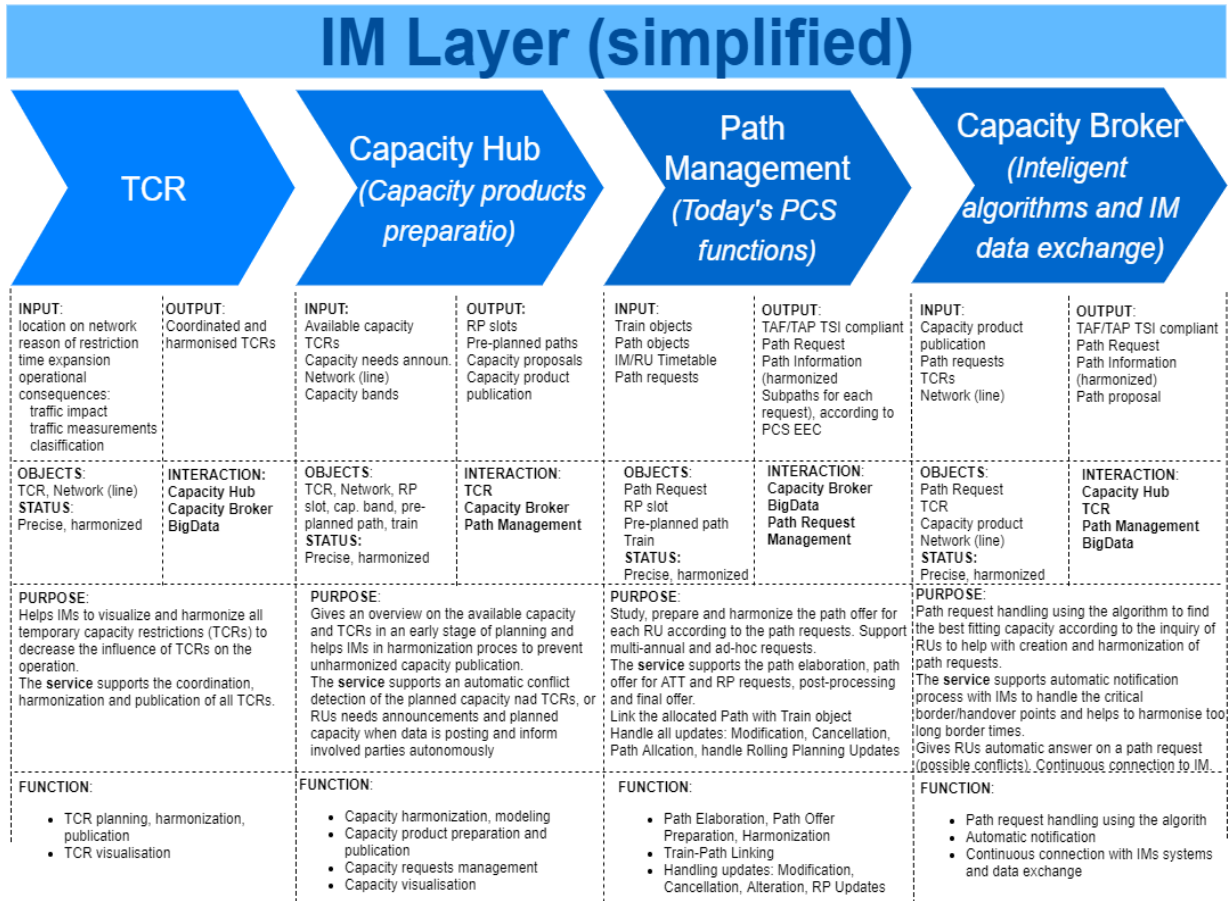 IM Layer (simplified)
TCR
Capacity Hub
(Capacity products
preparatio)
Path
Management
(Today's PCS
functions)
Capacity Broker
(Inteligent
algorithms and IM
data exchange)
INPUT:
location on network
reason of restriction
time expansion
operational
consequences:
traffic impact
traffic measurements
clasiffication
OUTPUT:
Coordinated and
harmonised TCRs
INPUT:
Available capacity
TCRs
Capacity needs announ.
Network (line)
Capacity bands
OUTPUT:
RP slots
Pre-planned paths
Capacity proposals
Capacity product
publication
INPUT:
Train objects
Path objects
IM/RU Timetable
Path requests
OUTPUT:
TAF/TAP TSI compliant
Path Request
Path Information
(harmonized
Subpaths for each
request), according to
PCS EEC
INPUT:
Capacity product
publication
Path requests
TCRs
Network (line)
OUTPUT:
TAF/TAP TSI compliant
Path Request
Path Information
(harmonized)
Path proposal
OBJECTS:
TCR, Network (line)
STATUS:
Precise, harmonized
INTERACTION:
Capacity Hub
Capacity Broker
BigData
OBJECTS:
TCR, Network, RP
slot, cap. band, pre-
planned path, train
STATUS:
Precise, harmonized
INTERACTION:
TCR
Capacity Broker
Path Management
OBJECTS:
Path Request
RP slot
Pre-planned path
Train
STATUS:
Precise, harmonized
INTERACTION:
Capacity Broker
BigData
Path Request
Management
OBJECTS:
Path Request
TCR
Capacity product
Network (line)
STATUS:
Precise, harmonized
INTERACTION:
Capacity Hub
TCR
Path Management
BigData
PURPOSE:
Helps IMs to visualize and harmonize all
temporary capacity restrictions (TCRs) to
decrease the influence of TCRs on the
operation.
The service supports the coordination,
harmonization and publication of all TCRs.
PURPOSE:
Gives an overview on the available capacity
and TCRs in an early stage of planning and
helps IMs in harmonization proces to prevent
unharmonized capacity publication.
The service supports an automatic conflict
detection of the planned capacity nad TCRs, or
RUs needs announcements and planned
capacity when data is posting and inform
involved parties autonomously
PURPOSE:
Study, prepare and harmonize the path offer for
each RU according to the path requests. Support
multi-annual and ad-hoc requests.
The service supports the path elaboration, path
offer for ATT and RP requests, post-processing
and final offer.
Link the allocated Path with Train object
Handle all updates: Modification, Cancellation,
Path Allcation, handle Rolling Planning Updates
PURPOSE:
Path request handling using the algorithm to find
the best fitting capacity according to the inquiry of
RUs to help with creation and harmonization of
path requests.
The service supports automatic notification
process with IMs to handle the critical
border/handover points and helps to harmonise too
long border times.
Gives RUs automatic answer on a path request
(possible conflicts). Continuous connection to IM.
FUNCTION:
• TCR planning, harmonization,
publication
• TCR visualisation
FUNCTION:
• Capacity harmonization, modeling
• Capacity product preparation and
publication
• Capacity requests management
• Capacity visualisation
FUNCTION:
• Path Elaboration, Path Offer
Preparation, Harmonization
• Train-Path Linking
• Handling updates: Modification,
Cancellation, Alteration, RP Updates
FUNCTION:
• Path request handling using the algorith
• Automatic notification
• Continuous connection with IMs systems
and data exchange